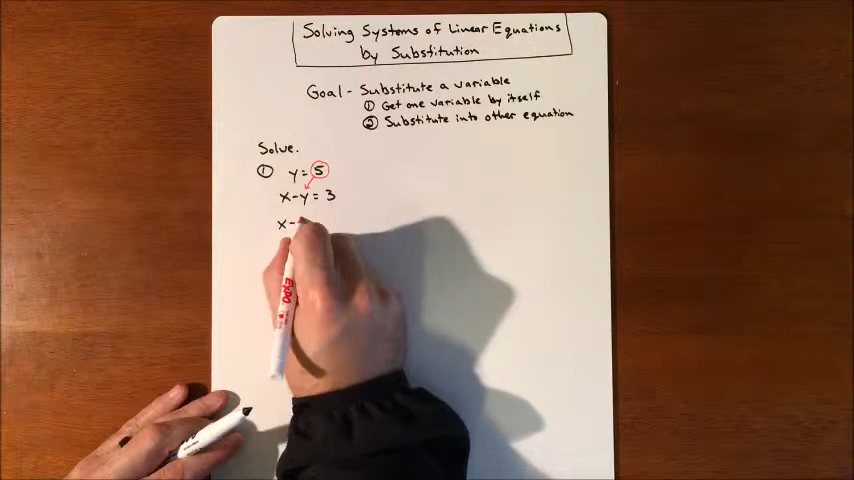 Solving Systems of Linear Equations
by Substitution
Goal - Substitute a variable
① Get one variable by itself
② Substitute into other equation
Solve.
① y = 5
x - y = 3
x -
EXPO